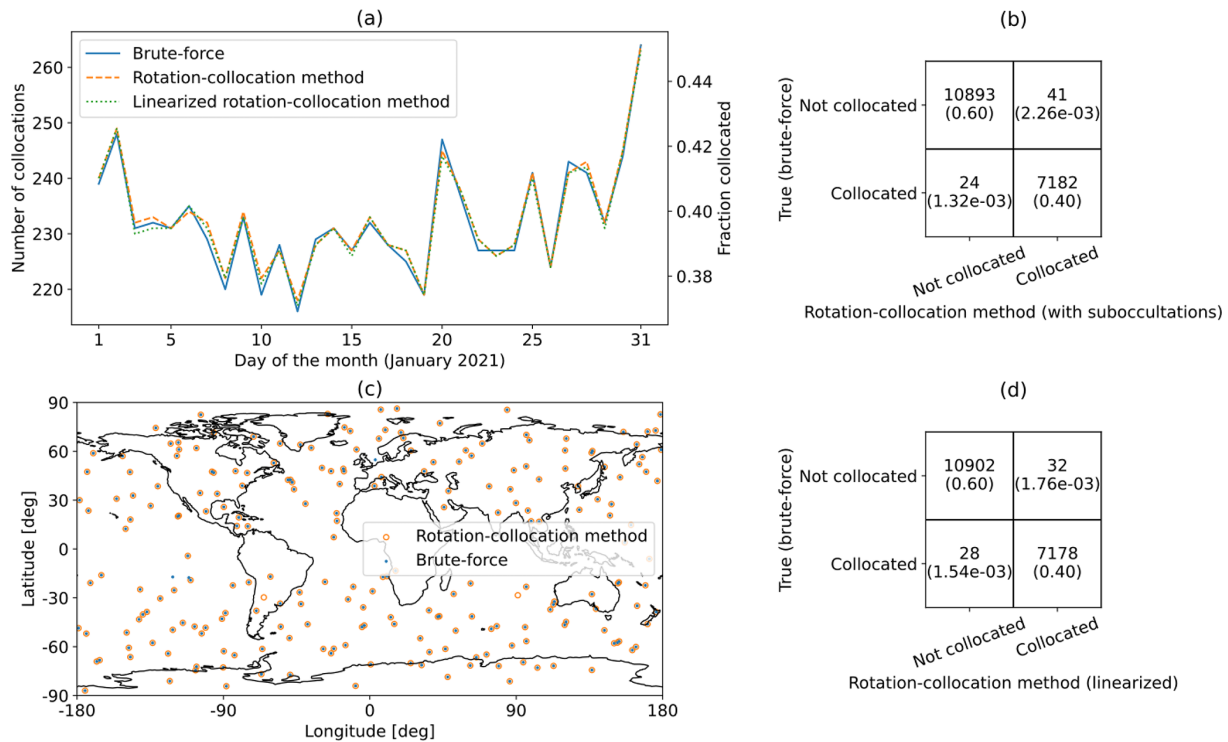 (a)
260
250
240
230
220
Number of collocations
Brute-force
Rotation-collocation method
Linearized rotation-collocation method
0.44
0.42
0.40
0.38
Fraction collocated
1 5 10 15 20 25 31
Day of the month (January 2021)
(b)
True (brute-force)
Not collocated
10893 41
(0.60) (2.26e-03)
Collocated
24 7182
(1.32e-03) (0.40)
Not collocated Collocated
Rotation-collocation method (with suboccultations)
(c)
90
60
30
0
-30
-60
-90
Latitude [deg]
Rotation-collocation method
Brute-force
-180 -90 0 90 180
Longitude [deg]
(d)
True (brute-force)
Not collocated
10902 32
(0.60) (1.76e-03)
Collocated
28 7178
(1.54e-03) (0.40)
Not collocated Collocated
Rotation-collocation method (linearized)